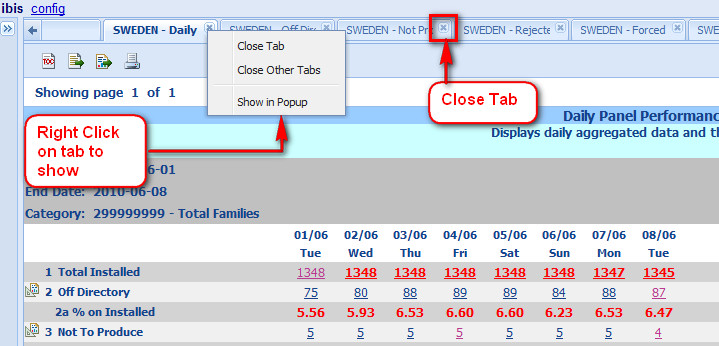 ibis config
SWEDEN - Daily SWEDEN - Off Dire SWEDEN - Not Pr SWEDEN - Rejecte SWEDEN - Forced SWEDEN
Close Tab
Close Other Tabs
Show in Popup
Close Tab
TOC
Showing page 1 of 1
Right Click on tab to show
Daily Panel Performanc
Displays daily aggregated data and th
6-01
End Date: 2010-06-08
Category: 299999999 - Total Families
01/06 02/06 03/06 04/06 05/06 06/06 07/06 08/06
Tue Wed Thu Fri Sat Sun Mon Tue
1 Total Installed 1348 1348 1348 1348 1348 1348 1347 1345
2 Off Directory 75 80 88 89 89 84 88 87
2a % on Installed 5.56 5.93 6.53 6.60 6.60 6.23 6.53 6.47
3 Not To Produce 5 5 5 5 5 5 5 4